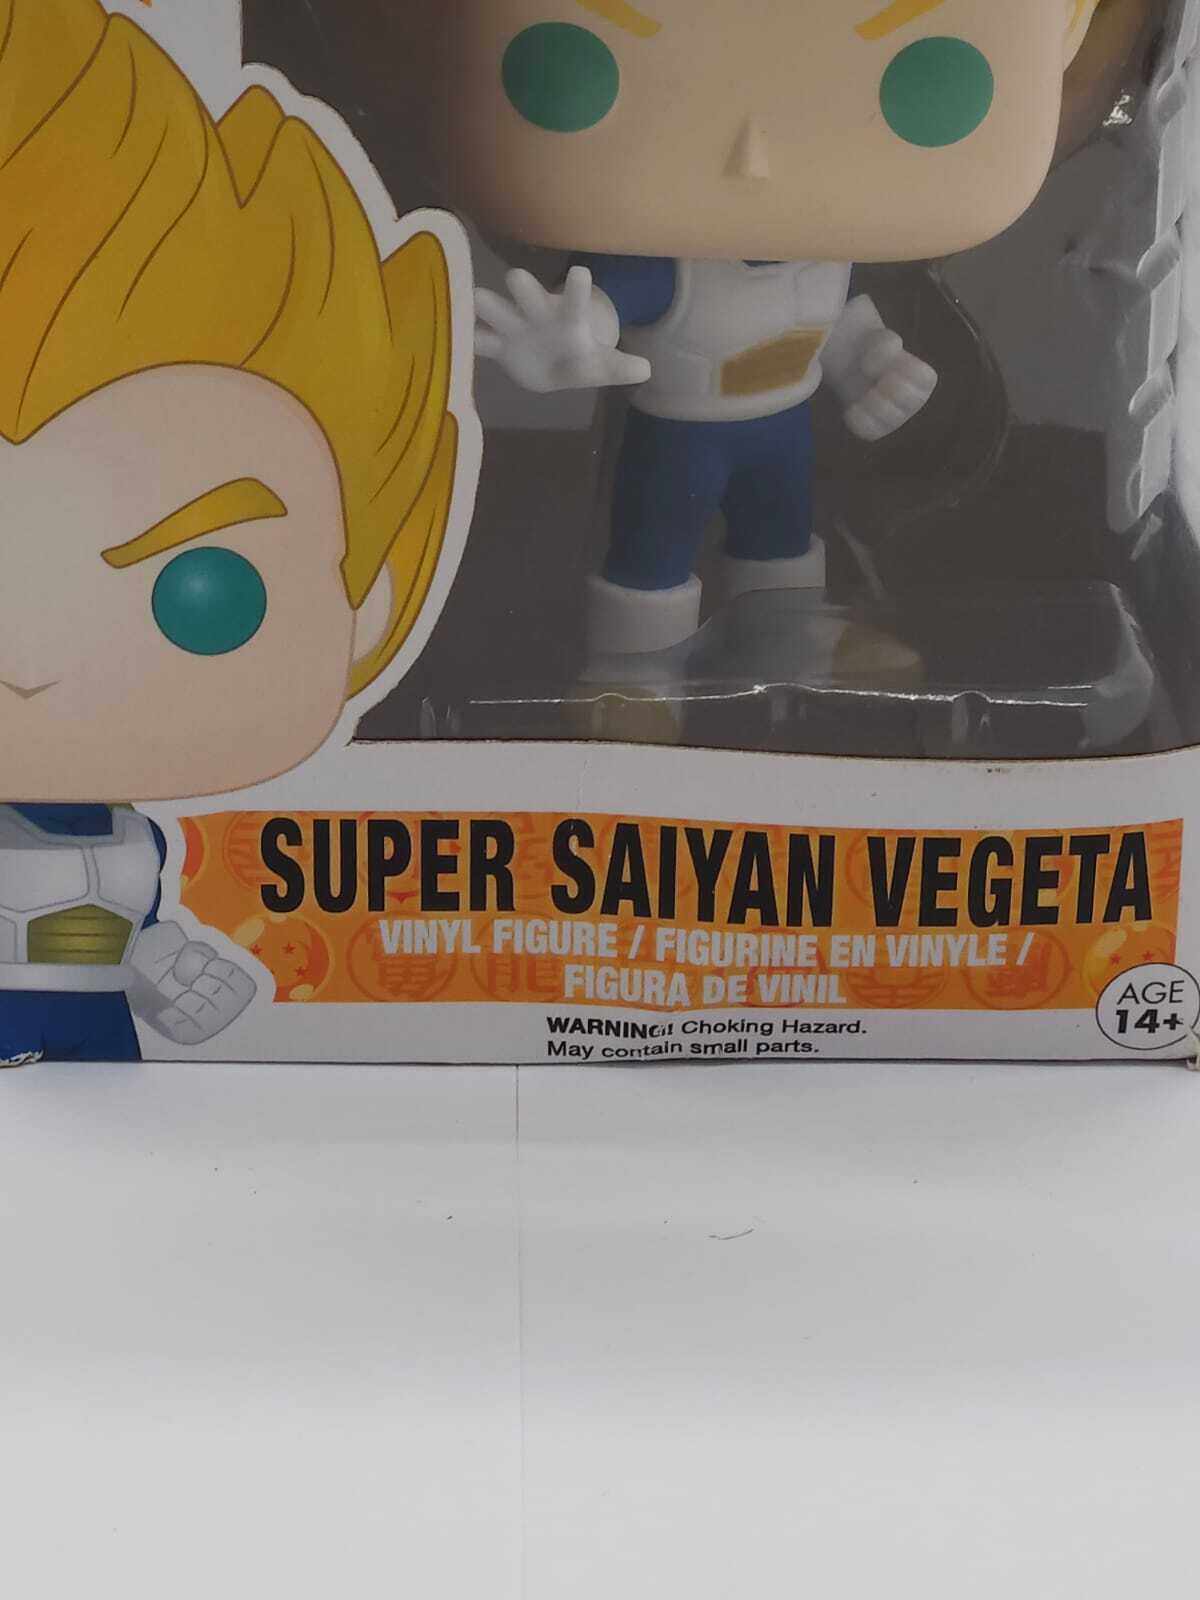 SUPER SAIYAN VEGETA
VINYL FIGURE / FIGURINE EN VINYLE /
FIGURA DE VINIL
WARNING! Choking Hazard.
May contain small parts.
AGE
14+